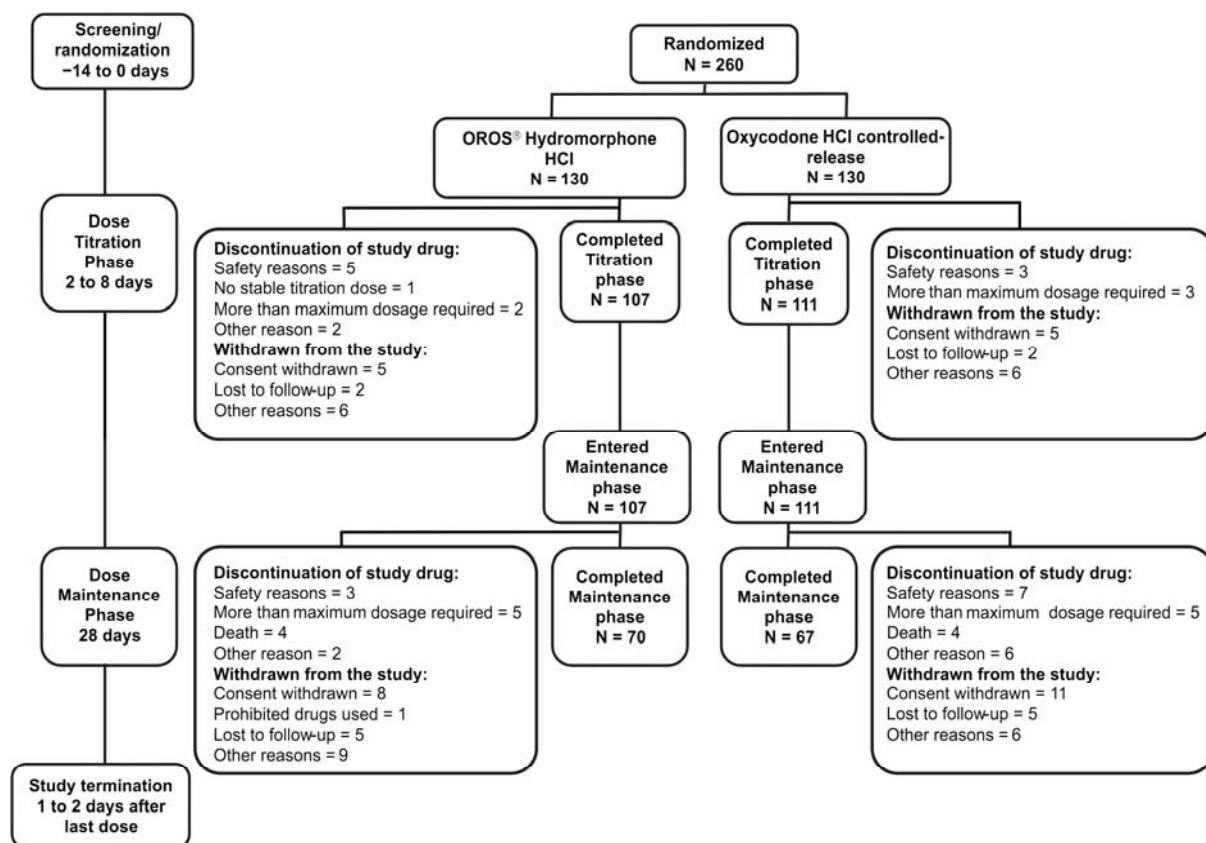 Screening/
randomization
−14 to 0 days
Randomized
N = 260
OROS® Hydromorphone
HCI
N = 130
Oxycodone HCI controlled-
release
N = 130
Dose
Titration
Phase
2 to 8 days
Discontinuation of study drug:
Safety reasons = 5
No stable titration dose = 1
More than maximum dosage required = 2
Other reason = 2
Withdrawn from the study:
Consent withdrawn = 5
Lost to follow-up = 2
Other reasons = 6
Completed
Titration
phase
N = 107
Completed
Titration
phase
N = 111
Discontinuation of study drug:
Safety reasons = 3
More than maximum dosage required = 3
Withdrawn from the study:
Consent withdrawn = 5
Lost to follow-up = 2
Other reasons = 6
Entered
Maintenance
phase
N = 107
Entered
Maintenance
phase
N = 111
Dose
Maintenance
Phase
28 days
Discontinuation of study drug:
Safety reasons = 3
More than maximum dosage required = 5
Death = 4
Other reason = 2
Withdrawn from the study:
Consent withdrawn = 8
Prohibited drugs used = 1
Lost to follow-up = 5
Other reasons = 9
Completed
Maintenance
phase
N = 70
Completed
Maintenance
phase
N = 67
Discontinuation of study drug:
Safety reasons = 7
More than maximum dosage required = 5
Death = 4
Other reason = 6
Withdrawn from the study:
Consent withdrawn = 11
Lost to follow-up = 5
Other reasons = 6
Study termination
1 to 2 days after
last dose